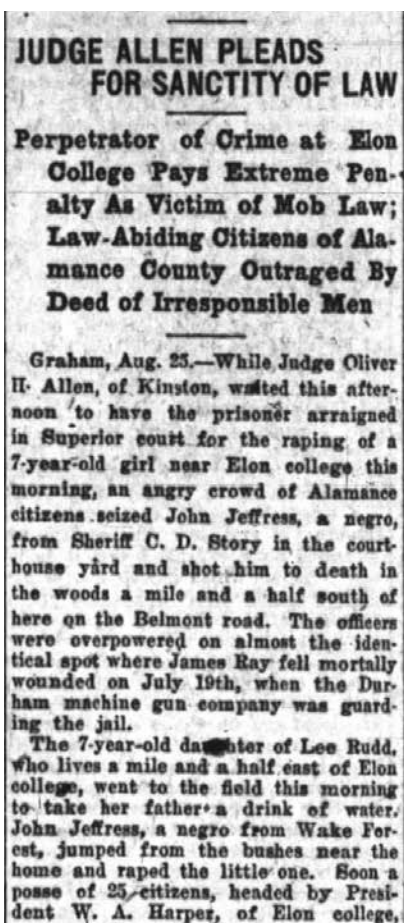 JUDGE ALLEN PLEADS
FOR SANCTITY OF LAW
Perpetrator of Crime at Elon
College Pays Extreme Pen-
alty As Victim of Mob Law;
Law-Abiding Citizens of Ala-
mance County Outraged By
Deed of Irresponsible Men
Graham, Aug. 25.—While Judge Oliver
H. Allen, of Kinston, waited this after-
noon to have the prisoner arraigned
in Superior court for the raping of a
7-year-old girl near Elon college this
morning, an angry crowd of Alamance
citizens seized John Jeffress, a negro,
from Sheriff C. D. Story in the court-
house yard and shot him to death in
the woods a mile and a half south of
here on the Belmont road. The officers
were overpowered on almost the iden-
tical spot where James Ray fell mortally
wounded on July 19th, when the Dur-
ham machine gun company was guard-
ing the jail.
The 7-year-old daughter of Lee Rudd,
who lives a mile and a half east of Elon
college, went to the field this morning
to take her father a drink of water.
John Jeffress, a negro from Wake For-
est, jumped from the bushes near the
home and raped the little one. Soon a
posse of 25 citizens, headed by Presi-
dent W. A. Harper, of Elon college,